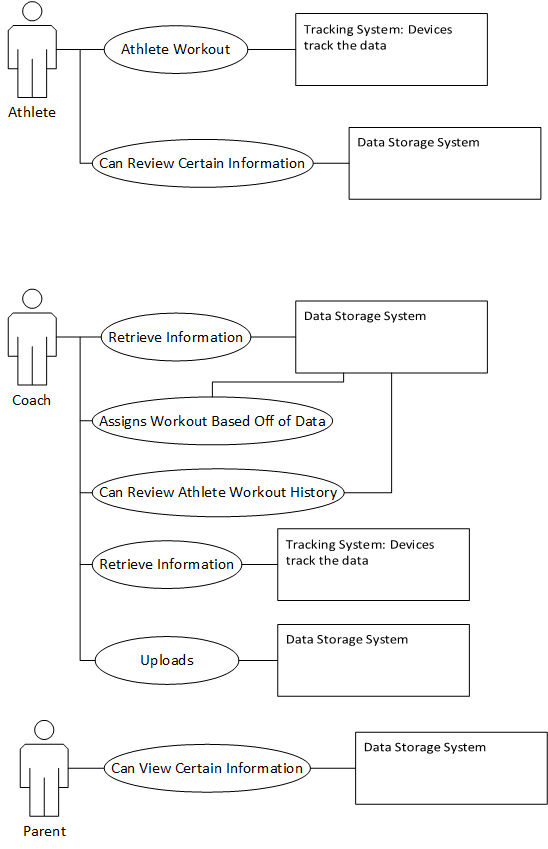 Athlete Workout
Tracking System: Devices
track the data
Athlete
Can Review Certain Information
Data Storage System
Coach
Retrieve Information
Data Storage System
Assigns Workout Based Off of Data
Can Review Athlete Workout History
Retrieve Information
Tracking System: Devices
track the data
Uploads
Data Storage System
Can View Certain Information
Data Storage System
Parent